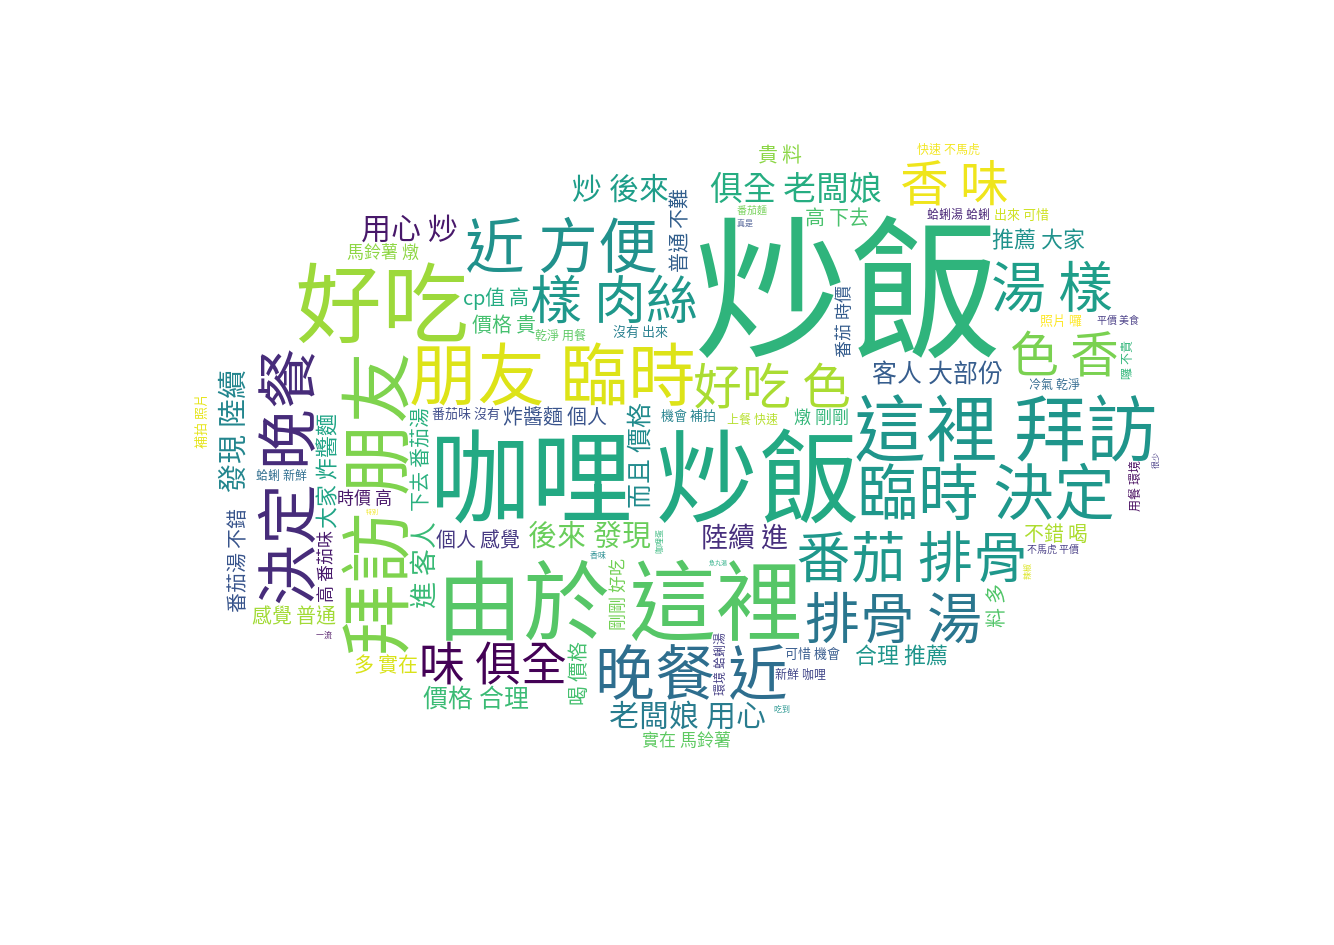 貴 料
快速 不馬虎
香 味
炒 後來
俱全 老闆娘
普通 不難
番茄麵
真是
高 下去
蛤蜊湯 蛤蜊
出來 可惜
用心 炒
近 方便
炒飯
推薦 大家
馬鈴薯 燉
好吃
cp值 高
樣 肉絲
湯 樣
番茄 時價
價格 貴
乾淨 用餐
沒有 出來
照片 囉
平價 美食
色 香
囉 不貴
朋友 臨時
好吃 色
客人 大部份
冷氣 乾淨
晚餐
朋友
發現 陸續
補拍 照片
番茄味 沒有
炸醬麵 個人
而且 價格
機會 補拍
上餐 快速
燉 剛剛
這裡 拜訪
下去 番茄湯
大家 炸醬麵
咖哩 炒飯
臨時 決定
很少
用餐 環境
蛤蜊 新鮮
時價 高
決定
拜訪
番茄湯 不錯
高 番茄味
進 客人
個人 感覺
後來 發現
陸續 進
番茄 排骨
不錯 喝
不馬虎 平價
香味
魚丸湯
由於 這裡
剛剛 好吃
排骨 湯
料 多
感覺 普通
一流
多 實在
味 俱全
喝 價格
晚餐 近
環境 蛤蜊湯
可惜 機會
合理 推薦
新鮮 咖哩
價格 合理
老闆娘 用心
吃到
實在 馬鈴薯